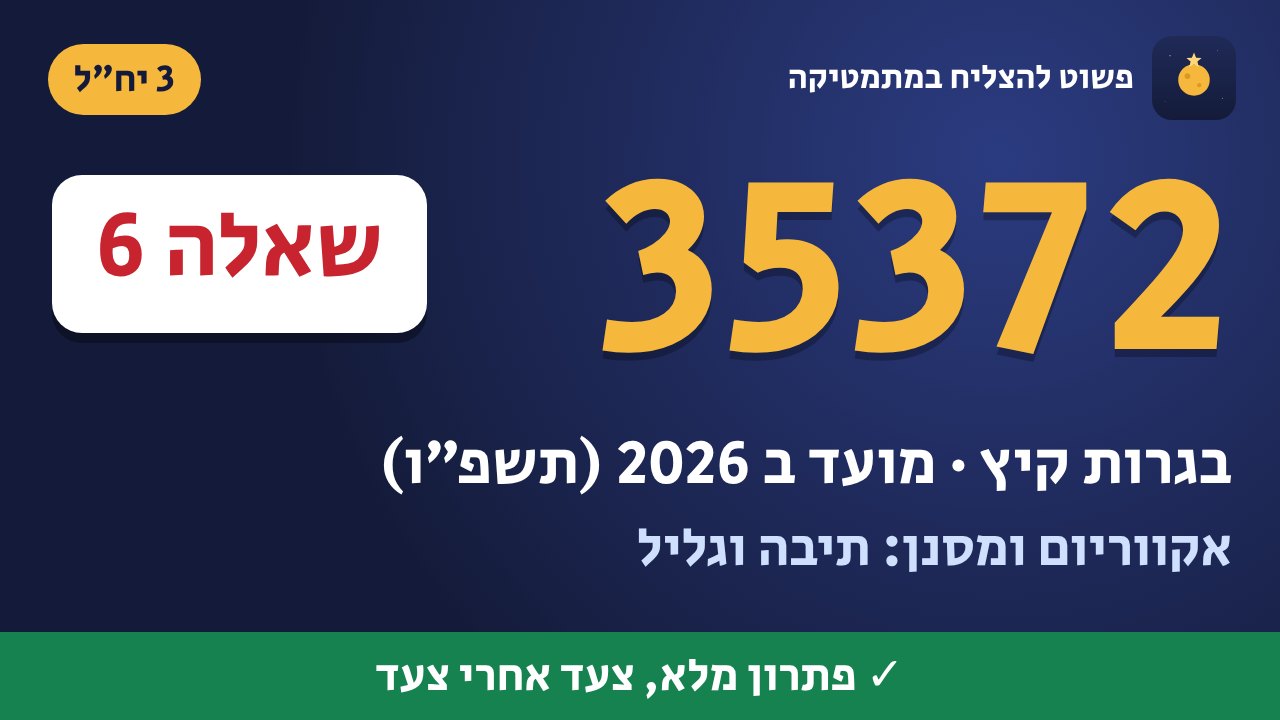 פשוט להצליח במתמטיקה
3 יח״ל
35372
שאלה 6
בגרות קיץ · מועד ב 2026 (תשפ״ו)
אקווריום ומסנן: תיבה וגליל
✓ פתרון מלא, צעד אחרי צעד